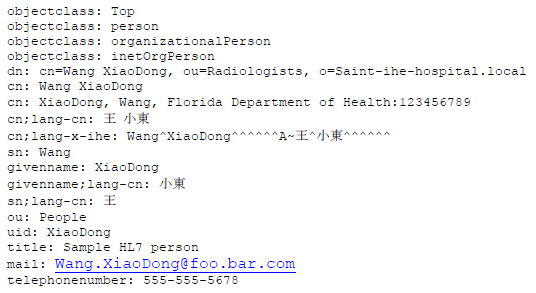 objectclass: Top
objectclass: person
objectclass: organizationalPerson
objectclass: inetOrgPerson
dn: cn=Wang XiaoDong, ou=Radiologists, o=Saint-ihe-hospital.local
cn: Wang XiaoDong
cn: XiaoDong, Wang, Florida Department of Health:123456789
cn;lang-cn: 王 小東
cn;lang-x-ihe: Wang^XiaoDong^^^^^^A~王^小東^^^^^^
sn: Wang
givenname: XiaoDong
givenname;lang-cn: 小東
sn;lang-cn: 王
ou: People
uid: XiaoDong
title: Sample HL7 person
mail: Wang.XiaoDong@foo.bar.com
telephonenumber: 555-555-5678